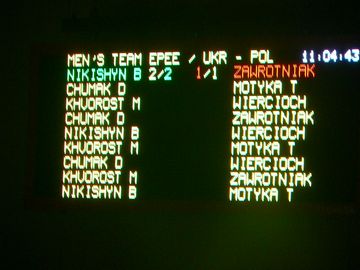 MEN'S TEAM EPEE / UKR - POL 11:04:43
NIKISHYN B 2/2 1/1 ZAWROTNIAK
CHUMAK D MOTYKA T
KHVOROST M WIERCIOCH
CHUMAK D ZAWROTNIAK
NIKISHYN B WIERCIOCH
KHVOROST M MOTYKA T
CHUMAK D WIERCIOCH
KVOROST M ZAWROTNIAK
NIKISHYN B MOTYKA T